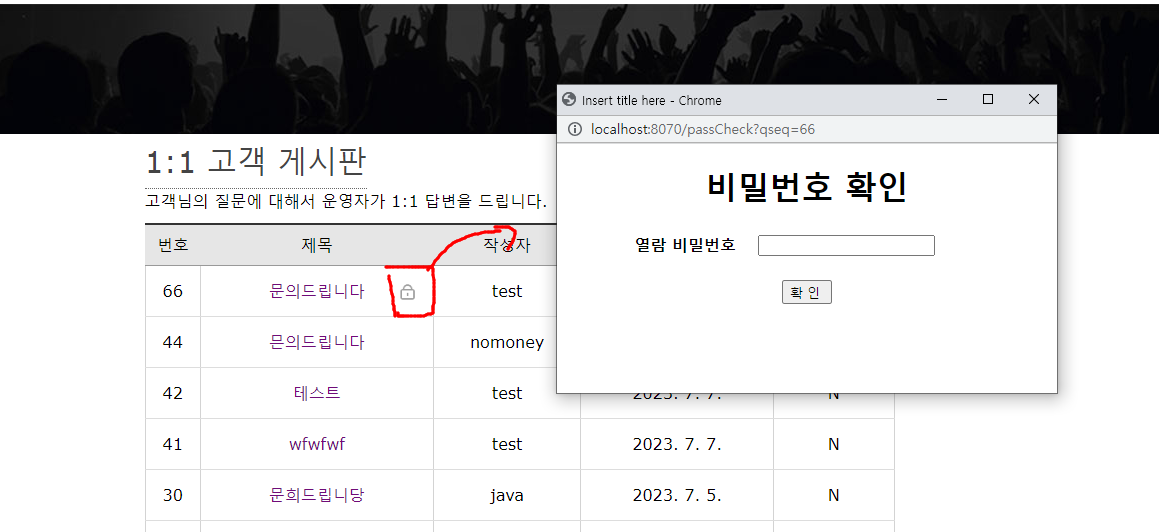 1:1 고객 게시판
고객님의 질문에 대해서 운영자가 1:1 답변을 드립니다.
번호 제목 작성자
66 문의드립니다 test
44 믄의드립니다 nomoney
42 테스트 test 2023. 7. 7. N
41 wfwfwf test 2023. 7. 7. N
30 문희드립니당 java 2023. 7. 5. N
Insert title here - Chrome
localhost:8070/passCheck?qseq=66
비밀번호 확인
열람 비밀번호
확 인